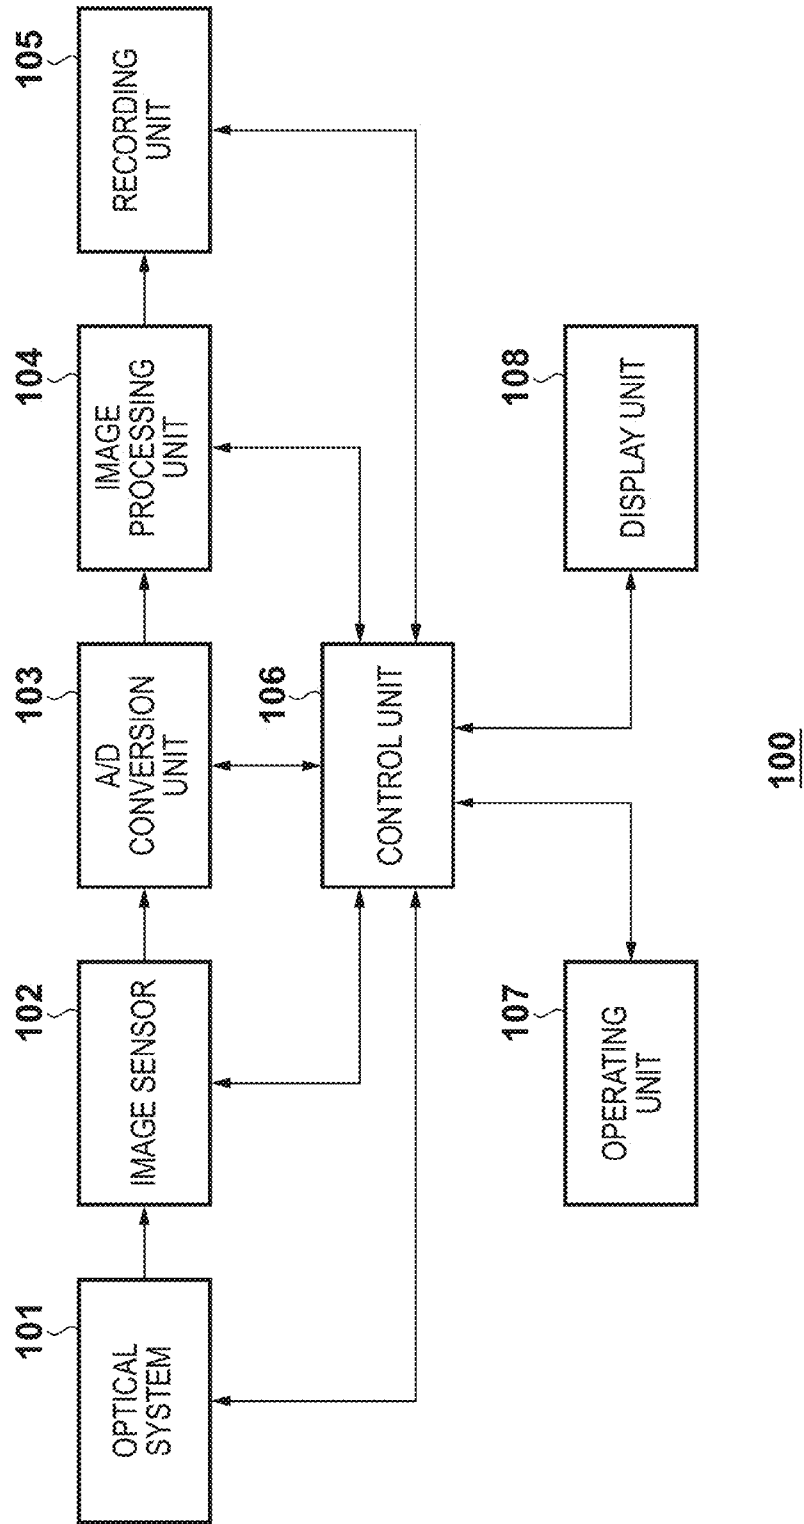 101
OPTICAL
SYSTEM
102
IMAGE SENSOR
103
A/D
CONVERSION
UNIT
104
IMAGE
PROCESSING
UNIT
105
RECORDING
UNIT
106
CONTROL UNIT
107
OPERATING
UNIT
108
DISPLAY UNIT
100